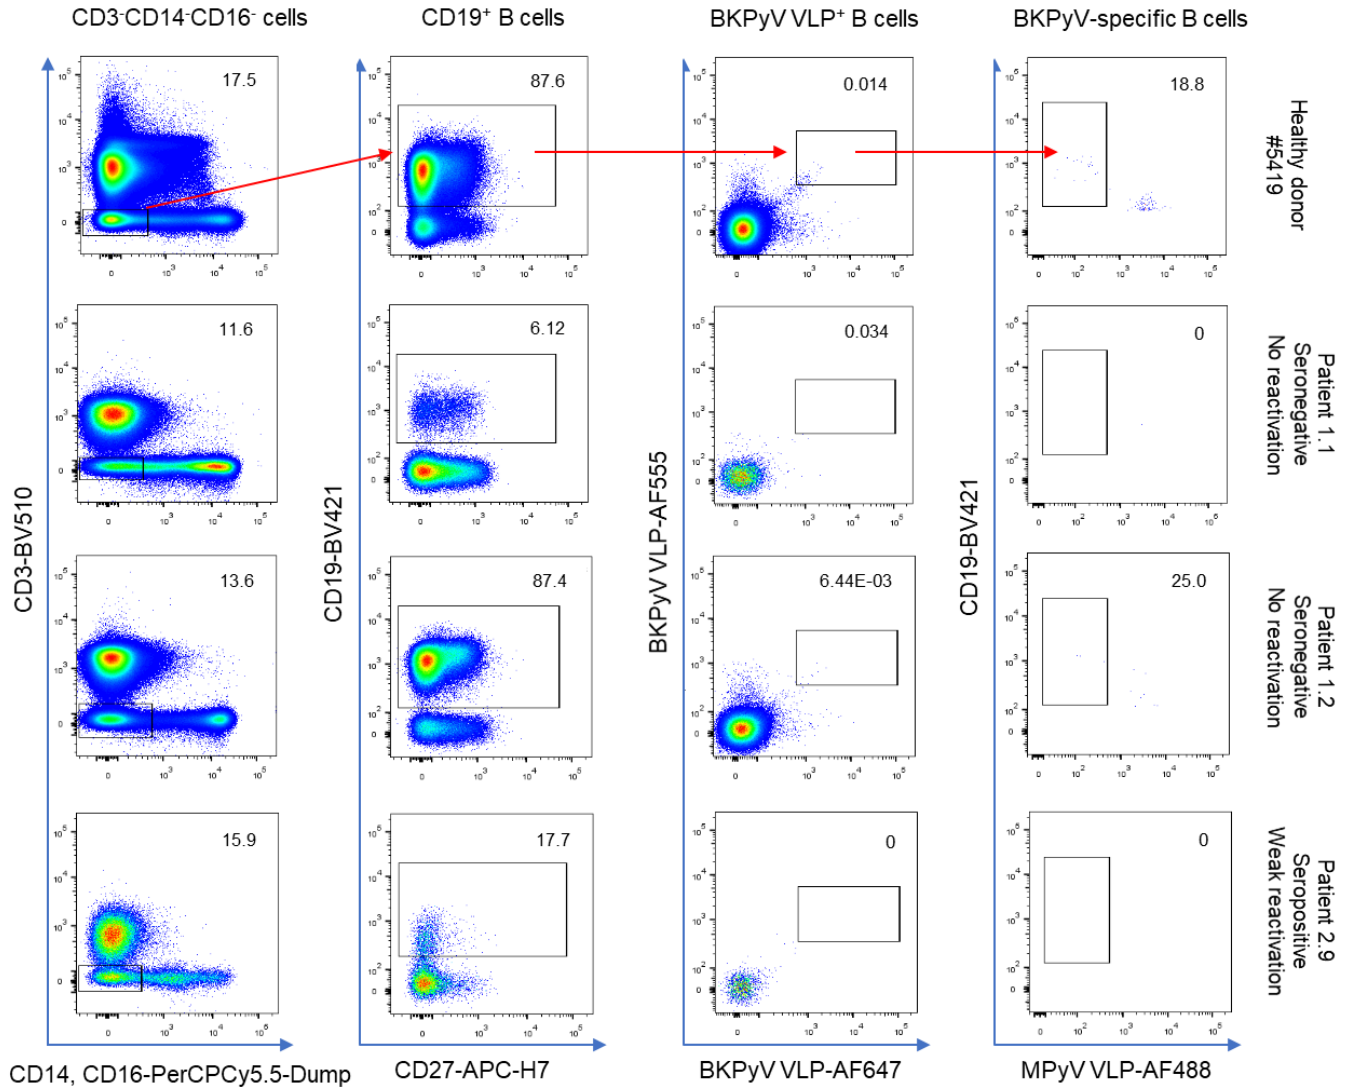 CD3-CD14-CD16- cells
CD19+ B cells
BKPyV VLP+ B cells
BKPyV-specific B cells
17.5
87.6
0.014
18.8
Healthy donor
#5419
11.6
6.12
0.034
0
Patient 1.1
Seronegative
No reactivation
13.6
87.4
6.44E-03
25.0
Patient 1.2
Seronegative
No reactivation
15.9
17.7
0
0
Patient 2.9
Seropositive
Weak reactivation
CD3-BV510
CD19-BV421
BKPyV VLP-AF555
CD19-BV421
CD14, CD16-PerCPCy5.5-Dump
CD27-APC-H7
BKPyV VLP-AF647
MPyV VLP-AF488